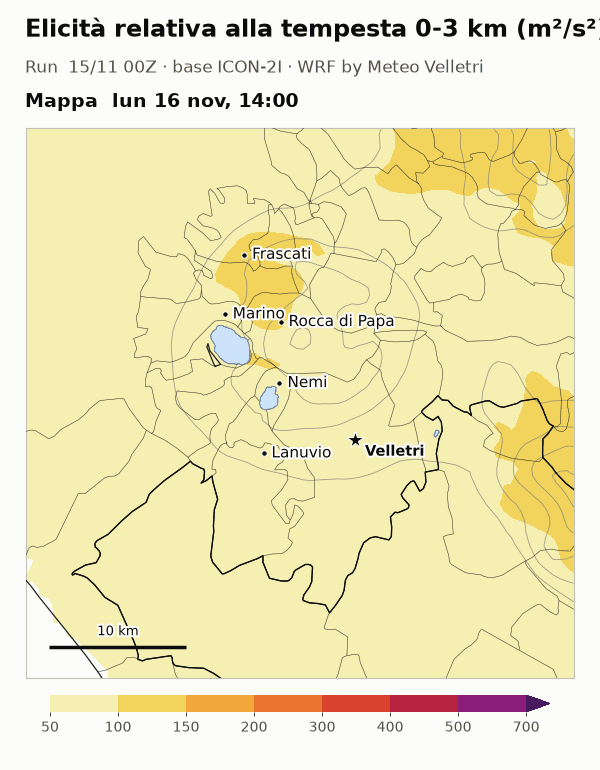 Elicità relativa alla tempesta 0-3 km (m²/s²)
Run 15/11 00Z · base ICON-2I · WRF by Meteo Velletri
Mappa lun 16 nov, 14:00
Frascati
Marino
Rocca di Papa
Nemi
Velletri
Lanuvio
10 km
50 100 150 200 300 400 500 700